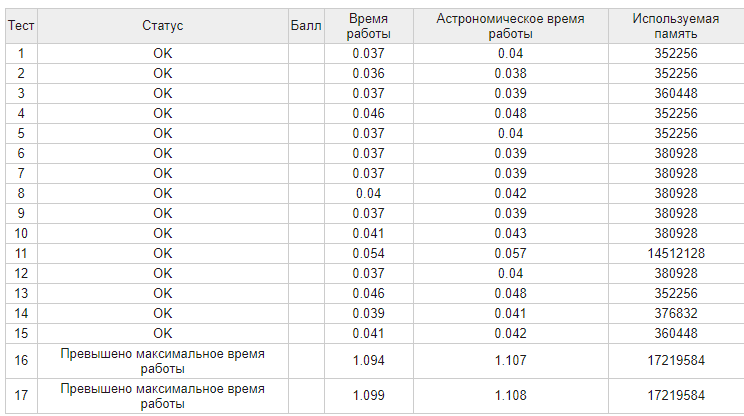 Тест Статус Балл Время работы Астрономическое время работы Используемая память
1 OK 0.037 0.04 352256
2 OK 0.036 0.038 352256
3 OK 0.037 0.039 360448
4 OK 0.046 0.048 352256
5 OK 0.037 0.04 352256
6 OK 0.037 0.039 380928
7 OK 0.037 0.039 380928
8 OK 0.04 0.042 380928
9 OK 0.037 0.039 380928
10 OK 0.041 0.043 380928
11 OK 0.054 0.057 14512128
12 OK 0.037 0.04 380928
13 OK 0.046 0.048 352256
14 OK 0.039 0.041 376832
15 OK 0.041 0.042 360448
16 Превышено максимальное время работы 1.094 1.107 17219584
17 Превышено максимальное время работы 1.099 1.108 17219584